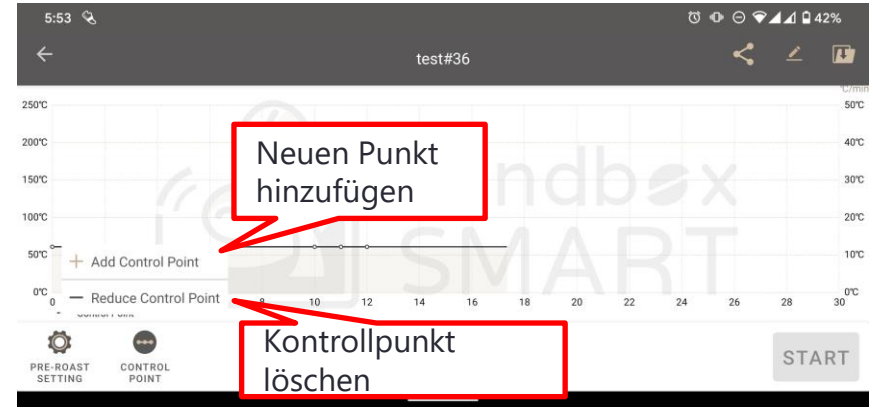 5:53
42%
test#36
℃/min
250℃
50℃
200℃
40℃
Neuen Punkt
hinzufügen
150℃
30℃
ndbox
100℃
20℃
SMART
50℃
10℃
+ Add Control Point
0℃
0℃
− Reduce Control Point
0 8 10 12 14 16 18 20 22 24 26 28 30
Control Point
Kontrollpunkt
löschen
PRE-ROAST
SETTING
CONTROL
POINT
START